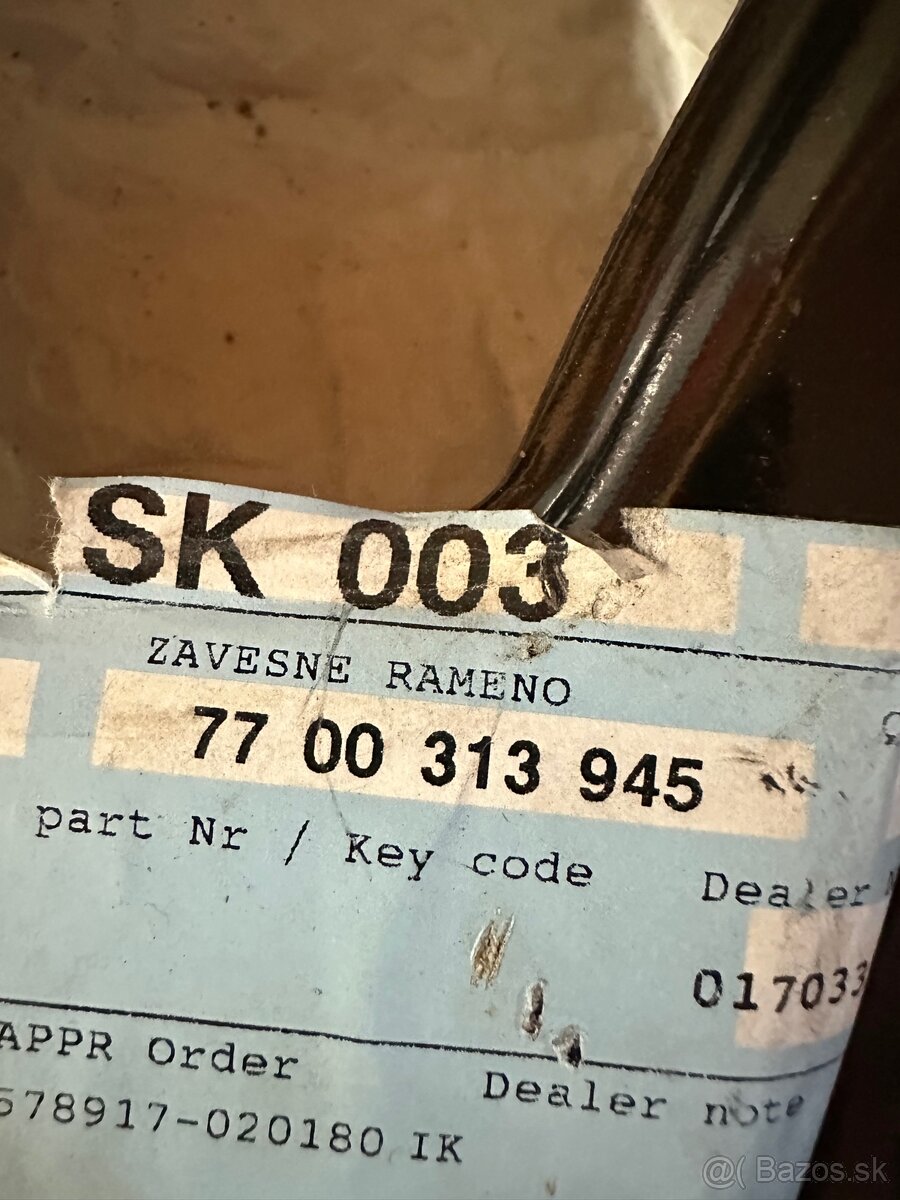 SK 003
ZAVESNE RAMENO
77 00 313 945
part Nr / Key code
Dealer
017033
APPR Order
578917-020180 IK
Dealer note
@( Bazos.sk